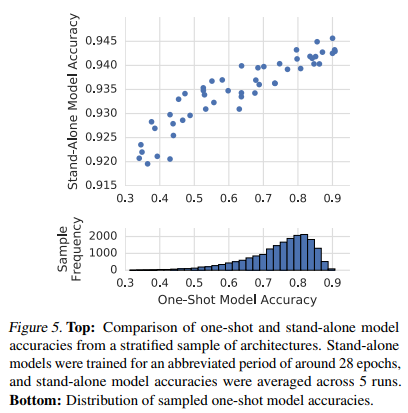 Stand-Alone Model Accuracy
0.945
0.940
0.935
0.930
0.925
0.920
0.915
0.3 0.4 0.5 0.6 0.7 0.8 0.9
Sample
Frequency
2000
1000
0
0.3 0.4 0.5 0.6 0.7 0.8 0.9
One-Shot Model Accuracy
Figure 5. Top: Comparison of one-shot and stand-alone model
accuracies from a stratified sample of architectures. Stand-alone
models were trained for an abbreviated period of around 28 epochs,
and stand-alone model accuracies were averaged across 5 runs.
Bottom: Distribution of sampled one-shot model accuracies.